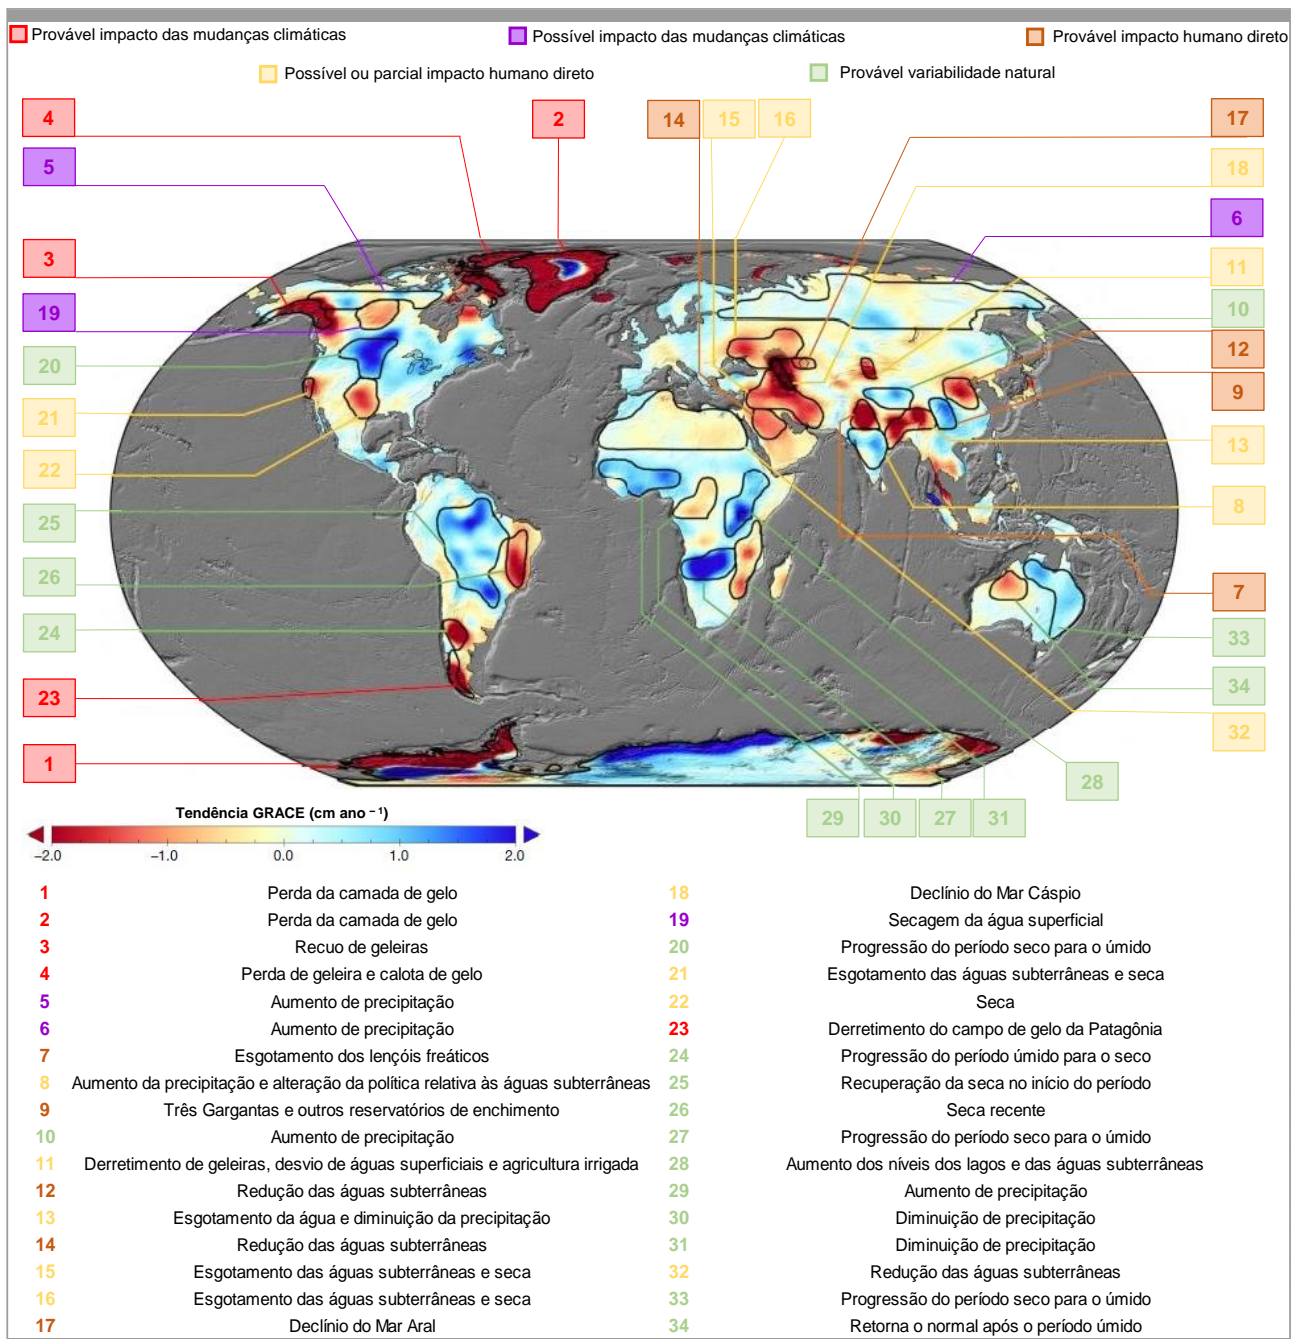 Provável impacto das mudanças climáticas
Possível impacto das mudanças climáticas
Provável impacto humano direto
Possível ou parcial impacto humano direto
Provável variabilidade natural
4
2
14
15
16
17
5
18
6
3
11
19
10
20
12
9
21
13
22
8
25
26
7
24
33
23
34
32
1
28
29
30
27
31
Tendência GRACE (cm ano ⁻¹)
−2.0 −1.0 0.0 1.0 2.0
1 Perda da camada de gelo
2 Perda da camada de gelo
3 Recuo de geleiras
4 Perda de geleira e calota de gelo
5 Aumento de precipitação
6 Aumento de precipitação
7 Esgotamento dos lençóis freáticos
8 Aumento da precipitação e alteração da política relativa às águas subterrâneas
9 Três Gargantas e outros reservatórios de enchimento
10 Aumento de precipitação
11 Derretimento de geleiras, desvio de águas superficiais e agricultura irrigada
12 Redução das águas subterrâneas
13 Esgotamento da água e diminuição da precipitação
14 Redução das águas subterrâneas
15 Esgotamento das águas subterrâneas e seca
16 Esgotamento das águas subterrâneas e seca
17 Declínio do Mar Aral
18 Declínio do Mar Cáspio
19 Secagem da água superficial
20 Progressão do período seco para o úmido
21 Esgotamento das águas subterrâneas e seca
22 Seca
23 Derretimento do campo de gelo da Patagônia
24 Progressão do período úmido para o seco
25 Recuperação da seca no início do período
26 Seca recente
27 Progressão do período seco para o úmido
28 Aumento dos níveis dos lagos e das águas subterrâneas
29 Aumento de precipitação
30 Diminuição de precipitação
31 Diminuição de precipitação
32 Redução das águas subterrâneas
33 Progressão do período seco para o úmido
34 Retorna o normal após o período úmido